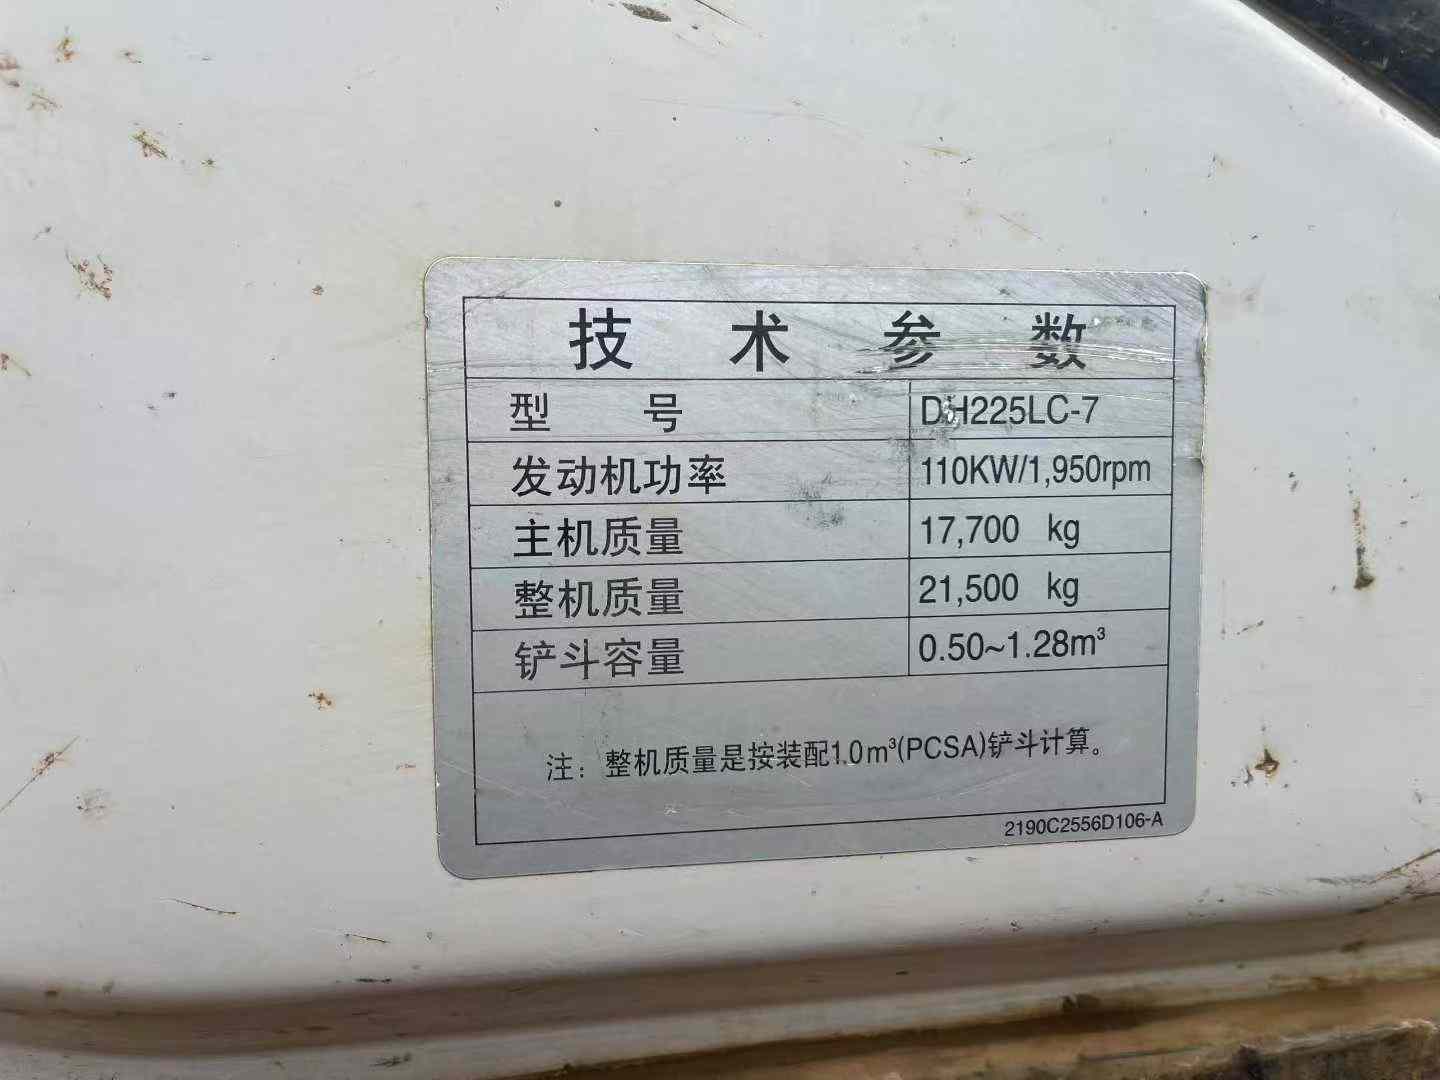 技术参数
型号 DH225LC-7
发动机功率 110KW/1,950rpm
主机质量 17,700 kg
整机质量 21,500 kg
铲斗容量 0.50~1.28m³
注：整机质量是按装配1.0m³(PCSA)铲斗计算。
2190C2556D106-A